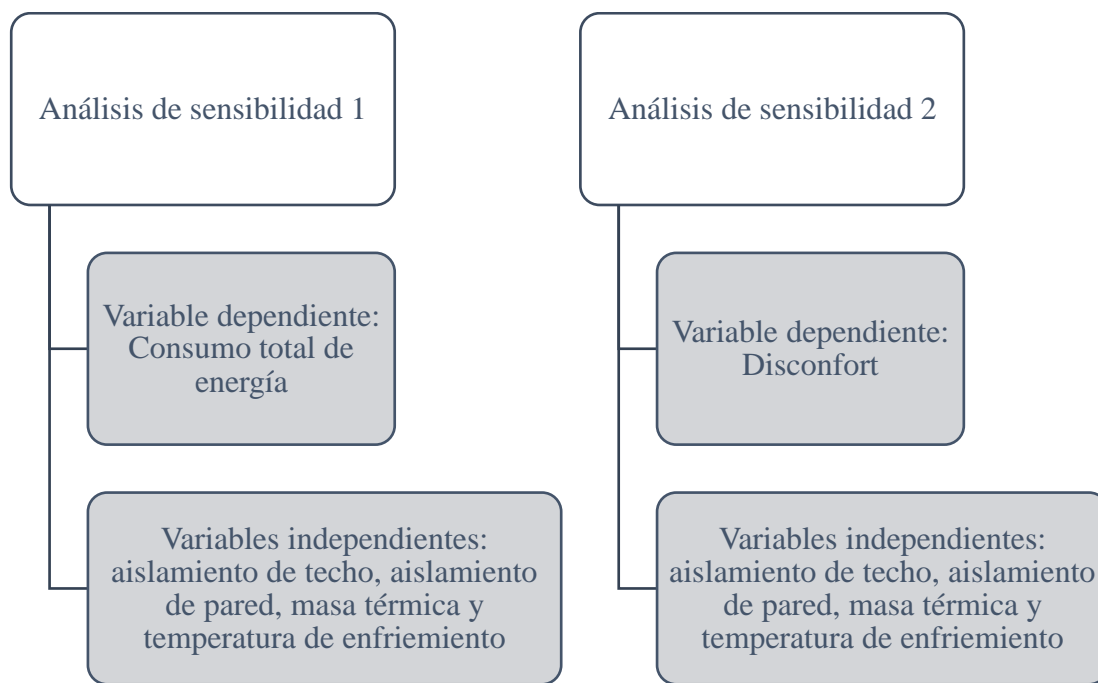 Análisis de sensibilidad 1
Variable dependiente:
Consumo total de
energía
Variables independientes:
aislamiento de techo, aislamiento
de pared, masa térmica y
temperatura de enfriemiento
Análisis de sensibilidad 2
Variable dependiente:
Disconfort
Variables independientes:
aislamiento de techo, aislamiento
de pared, masa térmica y
temperatura de enfriemiento